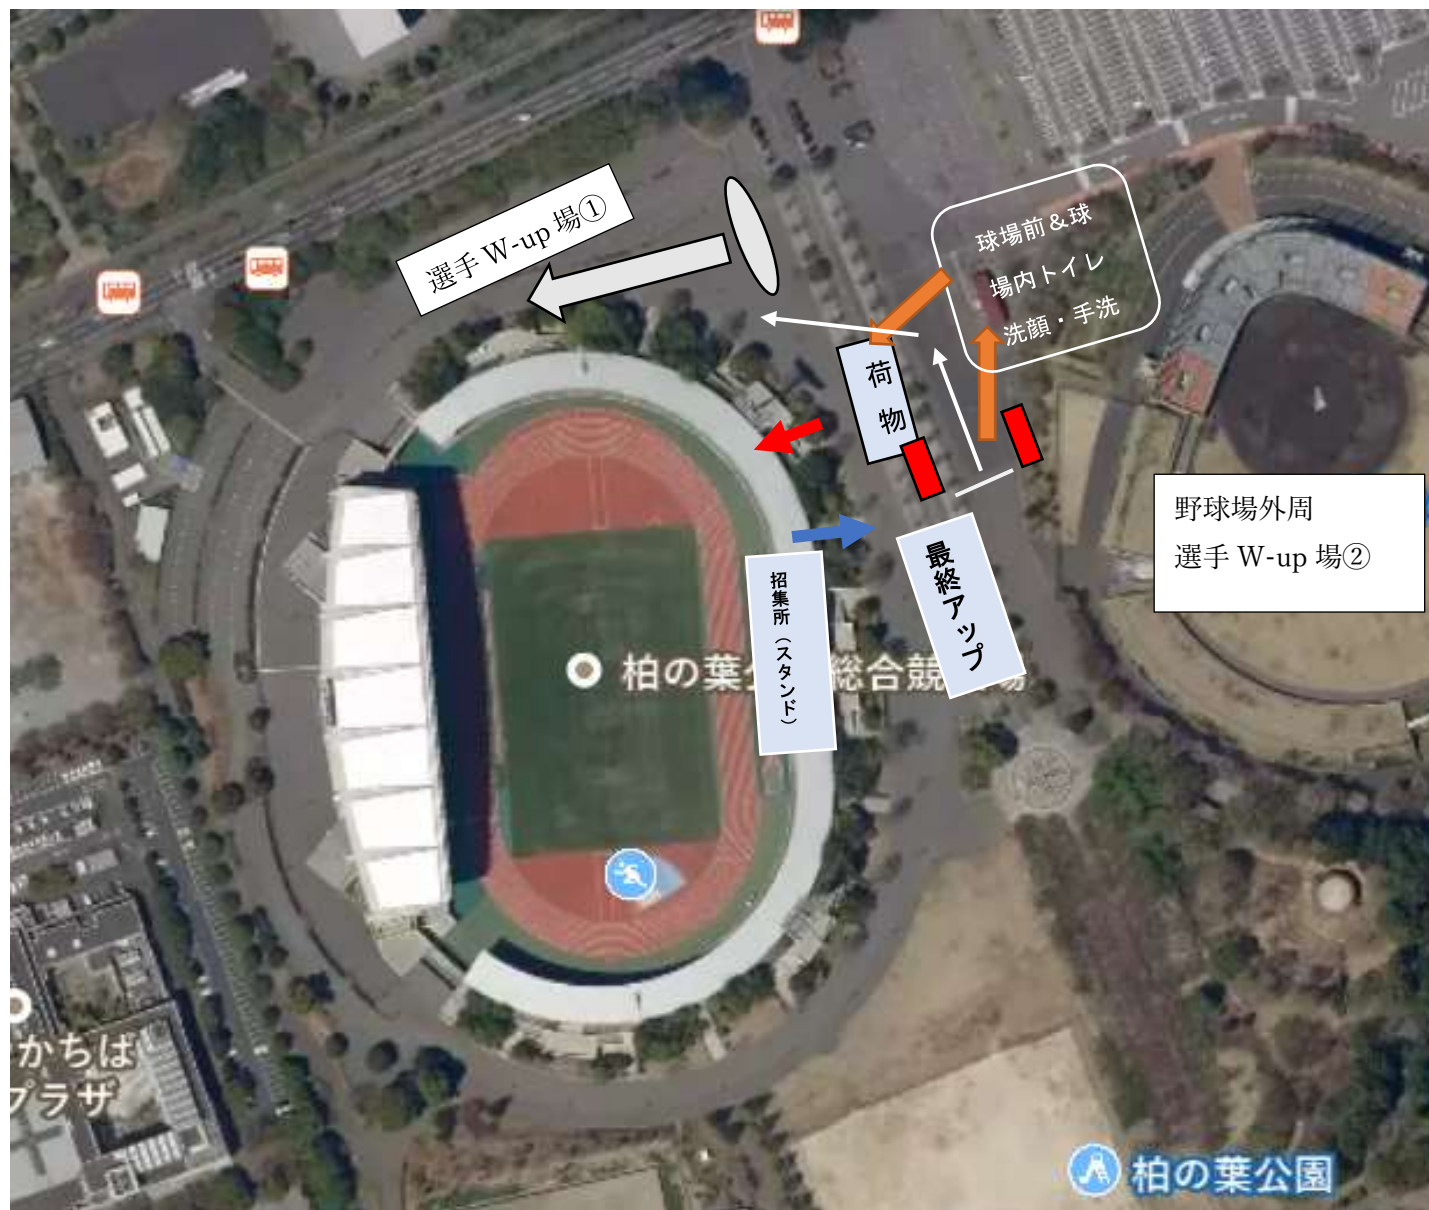 選手 W-up 場①
球場前＆球
場内トイレ
洗顔・手洗
荷
物
野球場外周
選手 W-up 場②
最終アップ
招集所（スタンド）
柏の葉公
総合競
場
かちば
プラザ
柏の葉公園